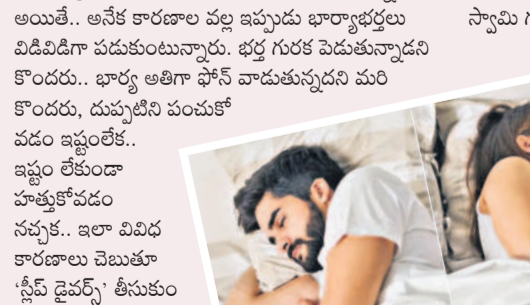 అయితే.. అనేక కారణాల వల్ల ఇప్పుడు భార్యాభర్తలు
విడివిడిగా పడుకుంటున్నారు. భర్త గురక పెడుతున్నాడని
కొందరు.. భార్య అతిగా ఫోన్ వాడుతున్నదని మరి
కొందరు, దుప్పటిని పంచుకో
వడం ఇష్టంలేక..
ఇష్టం లేకుండా
హత్తుకోవడం
నచ్చక.. ఇలా వివిధ
కారణాలు చెబుతూ
‘స్లీప్ డైవర్స్’ తీసుకుం
స్వామి